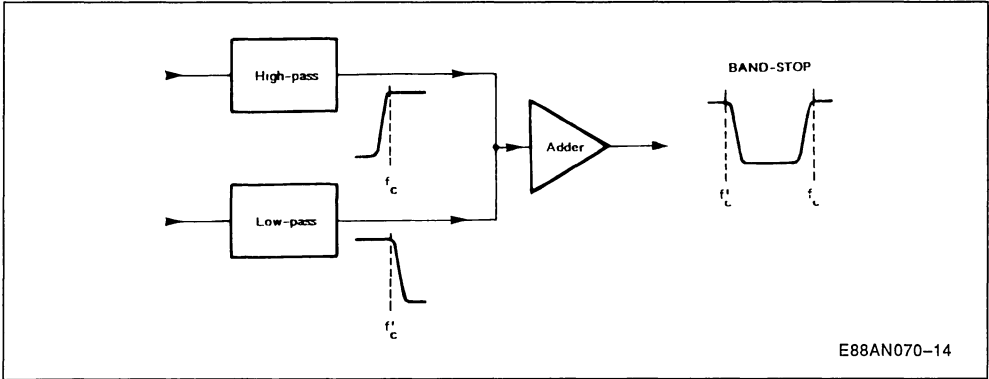 High-pass
BAND-STOP
f
c
Adder
f'
c
f
c
Low-pass
f'
c
E88AN070-14